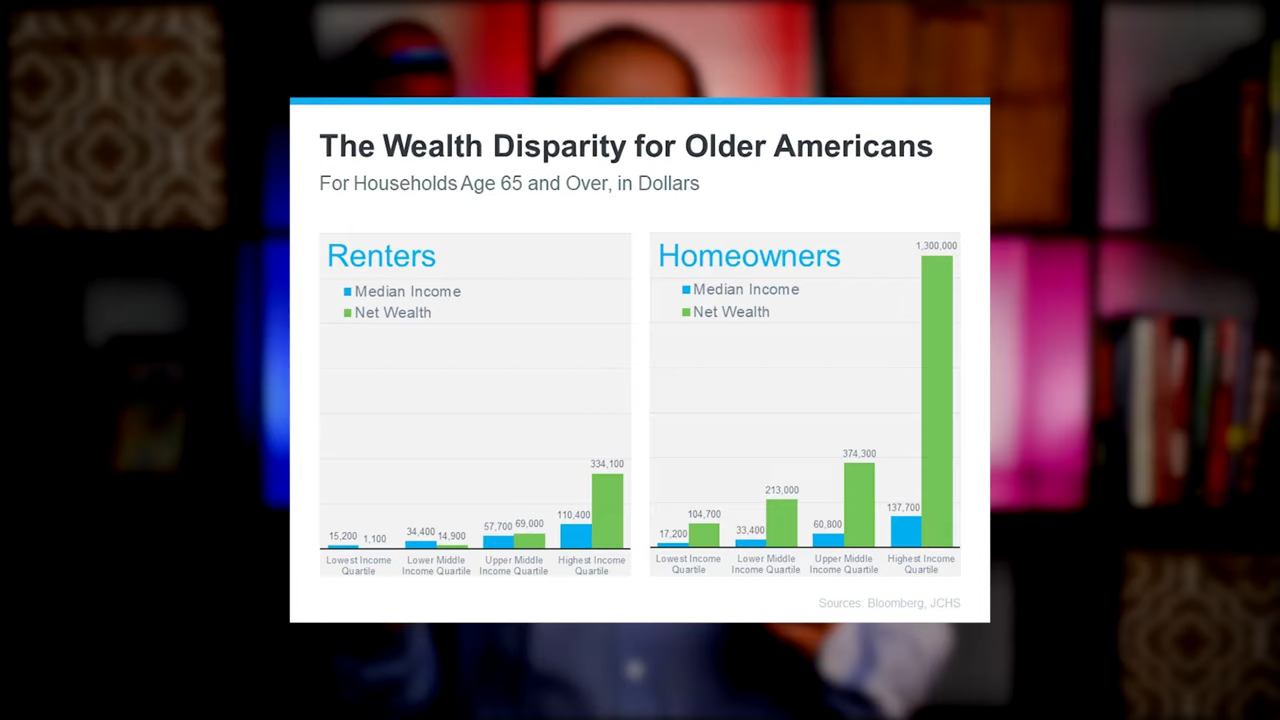 The Wealth Disparity for Older Americans
For Households Age 65 and Over, in Dollars
Renters
Median Income
Net Wealth
334,100
110,400
57,700 69,000
34,400 14,900
15,200 1,100
Lowest Income
Quartile
Lower Middle
Income Quartile
Upper Middle
Income Quartile
Highest Income
Quartile
Homeowners
Median Income
Net Wealth
1,300,000
374,300
213,000
137,700
104,700
60,800
33,400
17,200
Lowest Income
Quartile
Lower Middle
Income Quartile
Upper Middle
Income Quartile
Highest Income
Quartile
Sources: Bloomberg, JCHS